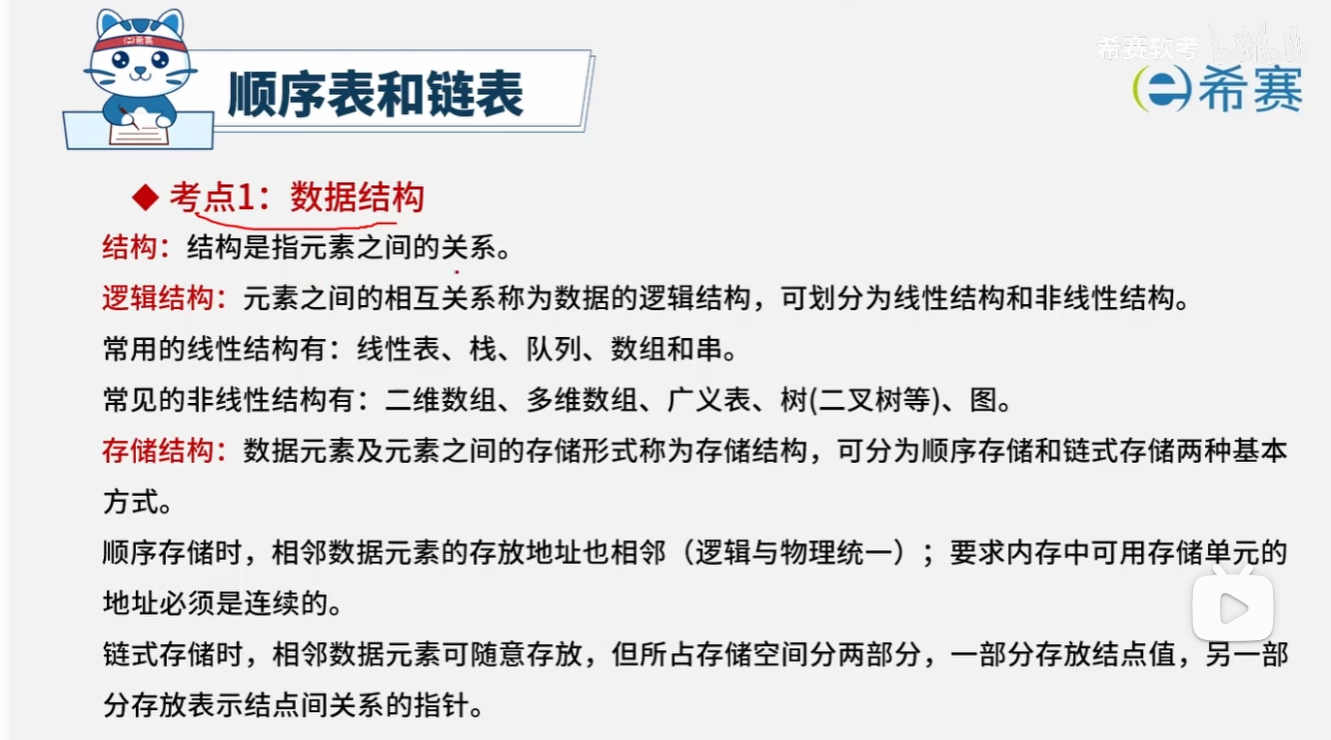 希赛软考
(e)希赛
希赛
顺序表和链表
◆ 考点1：数据结构
结构：结构是指元素之间的关系。
逻辑结构：元素之间的相互关系称为数据的逻辑结构，可划分为线性结构和非线性结构。
常用的线性结构有：线性表、栈、队列、数组和串。
常见的非线性结构有：二维数组、多维数组、广义表、树(二叉树等)、图。
存储结构：数据元素及元素之间的存储形式称为存储结构，可分为顺序存储和链式存储两种基本
方式。
顺序存储时，相邻数据元素的存放地址也相邻（逻辑与物理统一）；要求内存中可用存储单元的
地址必须是连续的。
链式存储时，相邻数据元素可随意存放，但所占存储空间分两部分，一部分存放结点值，另一部
分存放表示结点间关系的指针。